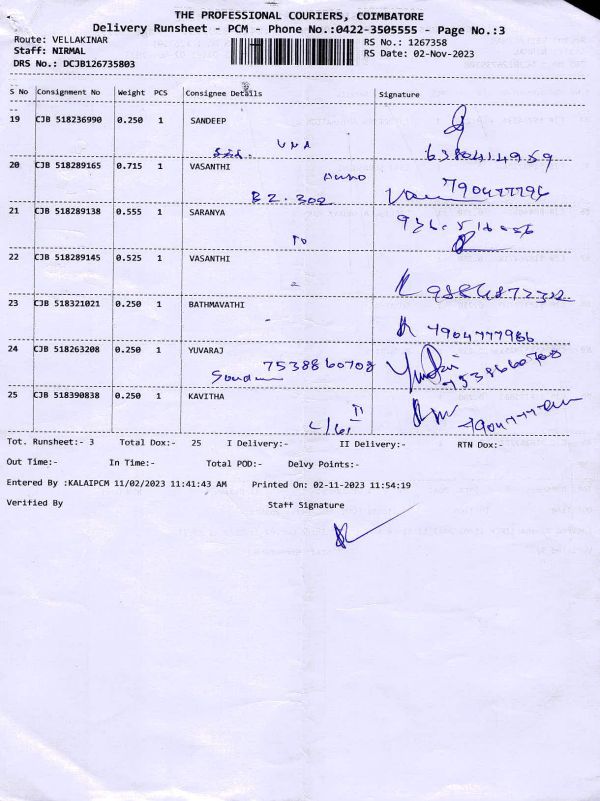 THE PROFESSIONAL COURIERS, COIMBATORE
Delivery Runsheet - PCM - Phone No.:0422-3505555 - Page No.:3
Route: VELLAKINAR
RS No.: 1267358
Staff: NIRMAL
RS Date: 02-Nov-2023
DRS No.: DCJB126735803
S No Consignment No Weight PCS Consignee Details Signature
19 CJB 518236990 0.250 1 SANDEEP
20 CJB 518289165 0.715 1 VASANTHI
B2.302
21 CJB 518289138 0.555 1 SARANYA
22 CJB 518289145 0.525 1 VASANTHI
23 CJB 518321021 0.250 1 BATHMAVATHI
7904777986
24 CJB 518263208 0.250 1 YUVARAJ
7538860708 7538660708
25 CJB 518390838 0.250 1 KAVITHA
Tot. Runsheet:- 3 Total Dox:- 25 I Delivery:- II Delivery:- RTN Dox:-
Out Time:- In Time:- Total POD:- Delvy Points:-
Entered By :KALAIPCM 11/02/2023 11:41:43 AM Printed On: 02-11-2023 11:54:19
Verified By Staff Signature